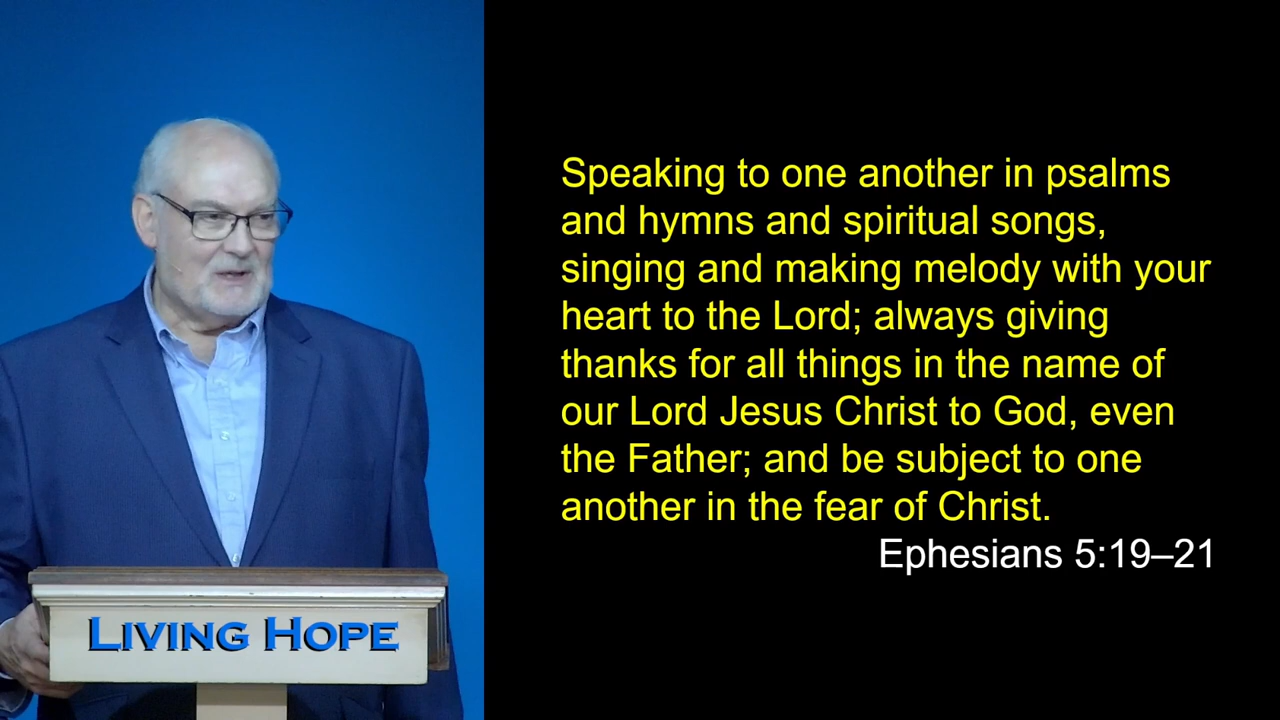 Speaking to one another in psalms
and hymns and spiritual songs,
singing and making melody with your
heart to the Lord; always giving
thanks for all things in the name of
our Lord Jesus Christ to God, even
the Father; and be subject to one
another in the fear of Christ.
Ephesians 5:19–21
LIVING HOPE